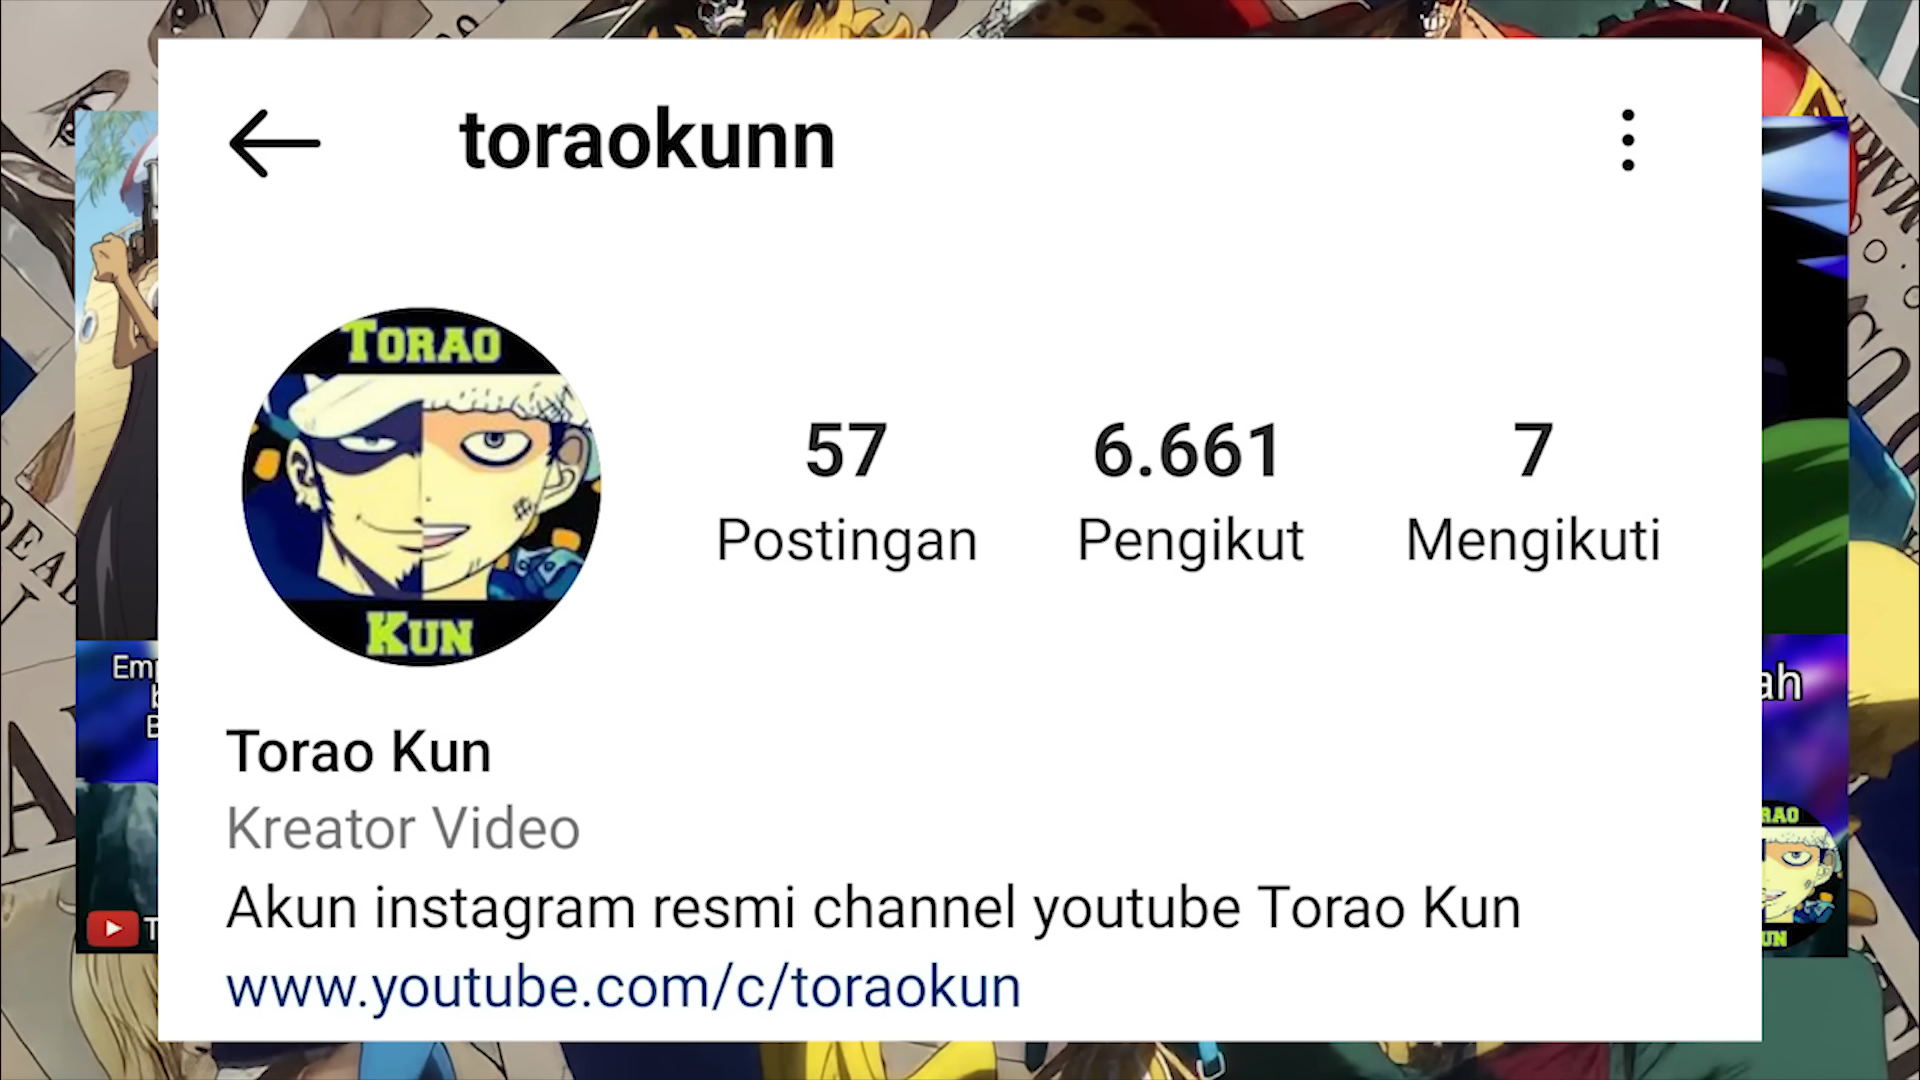 toraokunn
TORAO
KUN
57
Postingan
6.661
Pengikut
7
Mengikuti
Torao Kun
Kreator Video
Akun instagram resmi channel youtube Torao Kun
www.youtube.com/c/toraokun